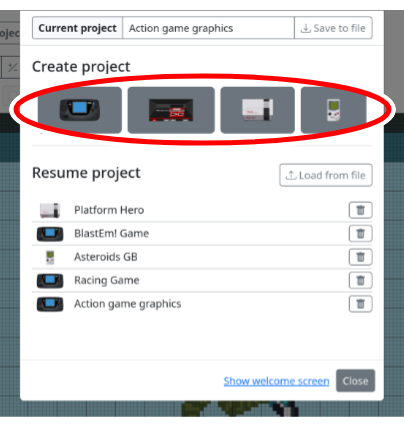 Current project Action game graphics Save to file
Create project
Resume project Load from file
Platform Hero
BlastEm! Game
Asteroids GB
Racing Game
Action game graphics
Show welcome screen Close